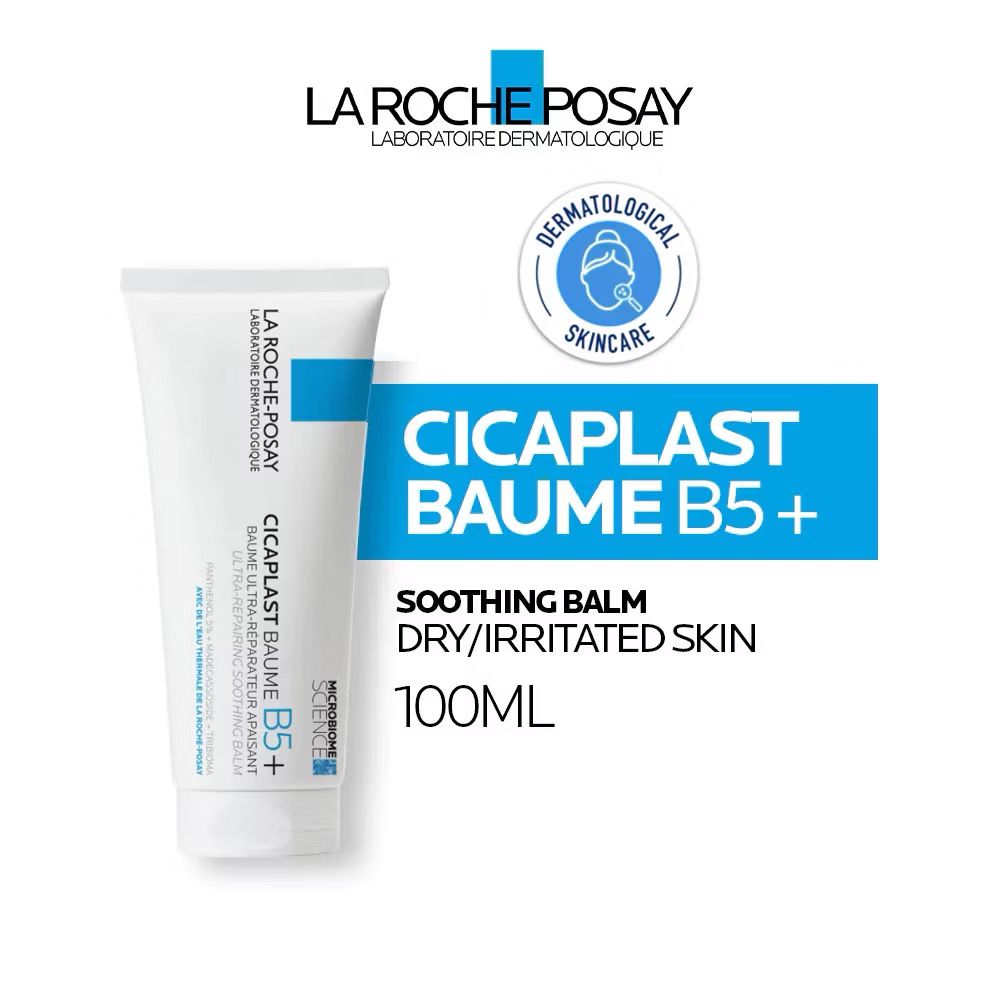 LA ROCHE POSAY
LABORATOIRE DERMATOLOGIQUE
DERMATOLOGICAL
SKINCARE
CICAPLAST
BAUME B5 +
SOOTHING BALM
DRY/IRRITATED SKIN
100ML
LA ROCHE-POSAY
LABORATOIRE DERMATOLOGIQUE
CICAPLAST BAUME B5+
BAUME ULTRA-RÉPARATEUR APAISANT
ULTRA-REPAIRING SOOTHING BALM
PANTHENOL 5% + MADECASSOSIDE + TRIBIOMA
AVEC DE L'EAU THERMALE DE LA ROCHE-POSAY
MICROBIOME
SCIENCE